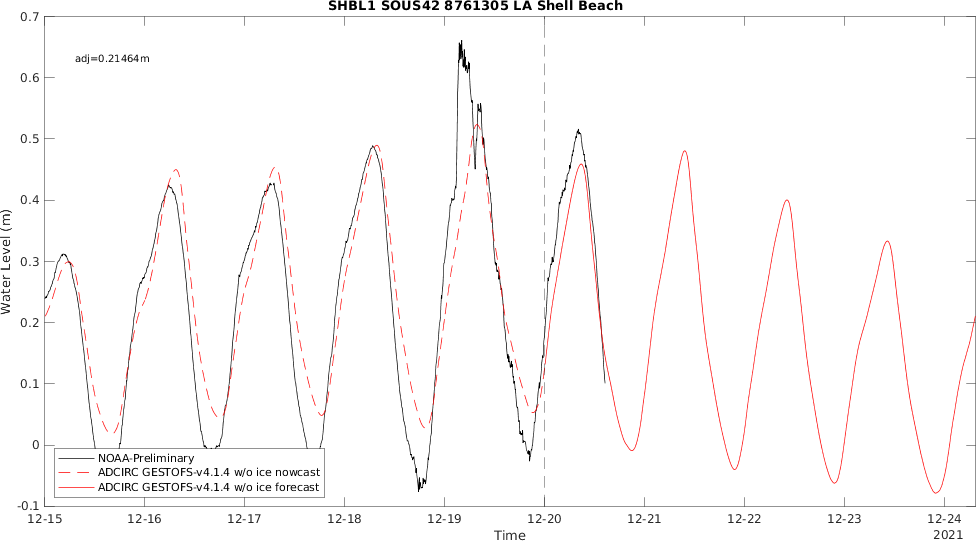 SHBL1 SOUS42 8761305 LA Shell Beach
adj=0.21464m
Water Level (m)
0.7
0.6
0.5
0.4
0.3
0.2
0.1
0
-0.1
NOAA-Preliminary
ADCIRC GESTOFS-v4.1.4 w/o ice nowcast
ADCIRC GESTOFS-v4.1.4 w/o ice forecast
12-15 12-16 12-17 12-18 12-19 12-20 12-21 12-22 12-23 12-24
2021
Time